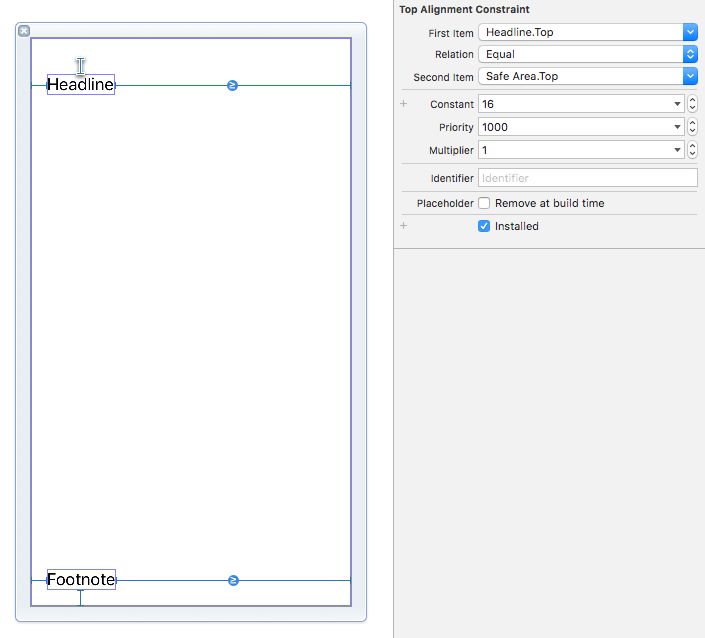 Headline
≥
Footnote
≥
Top Alignment Constraint
First Item Headline.Top
Relation Equal
Second Item Safe Area.Top
+ Constant 16
Priority 1000
Multiplier 1
Identifier Identifier
Placeholder Remove at build time
+ Installed